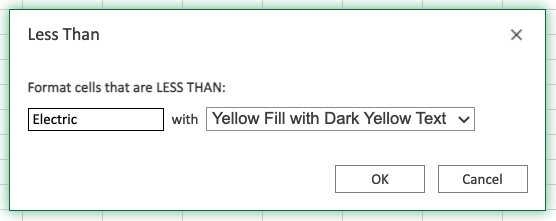 Less Than
Format cells that are LESS THAN:
Electric with Yellow Fill with Dark Yellow Text
OK Cancel